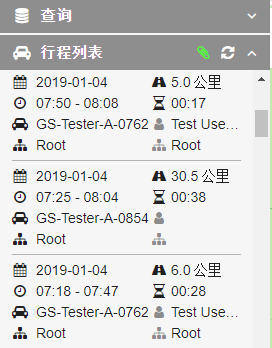 查询
行程列表
2019-01-04 5.0 公里
07:50 - 08:08 00:17
GS-Tester-A-0762 Test Use...
Root Root
2019-01-04 30.5 公里
07:25 - 08:04 00:38
GS-Tester-A-0854
Root
2019-01-04 6.0 公里
07:18 - 07:47 00:28
GS-Tester-A-0762 Test Use...
Root Root